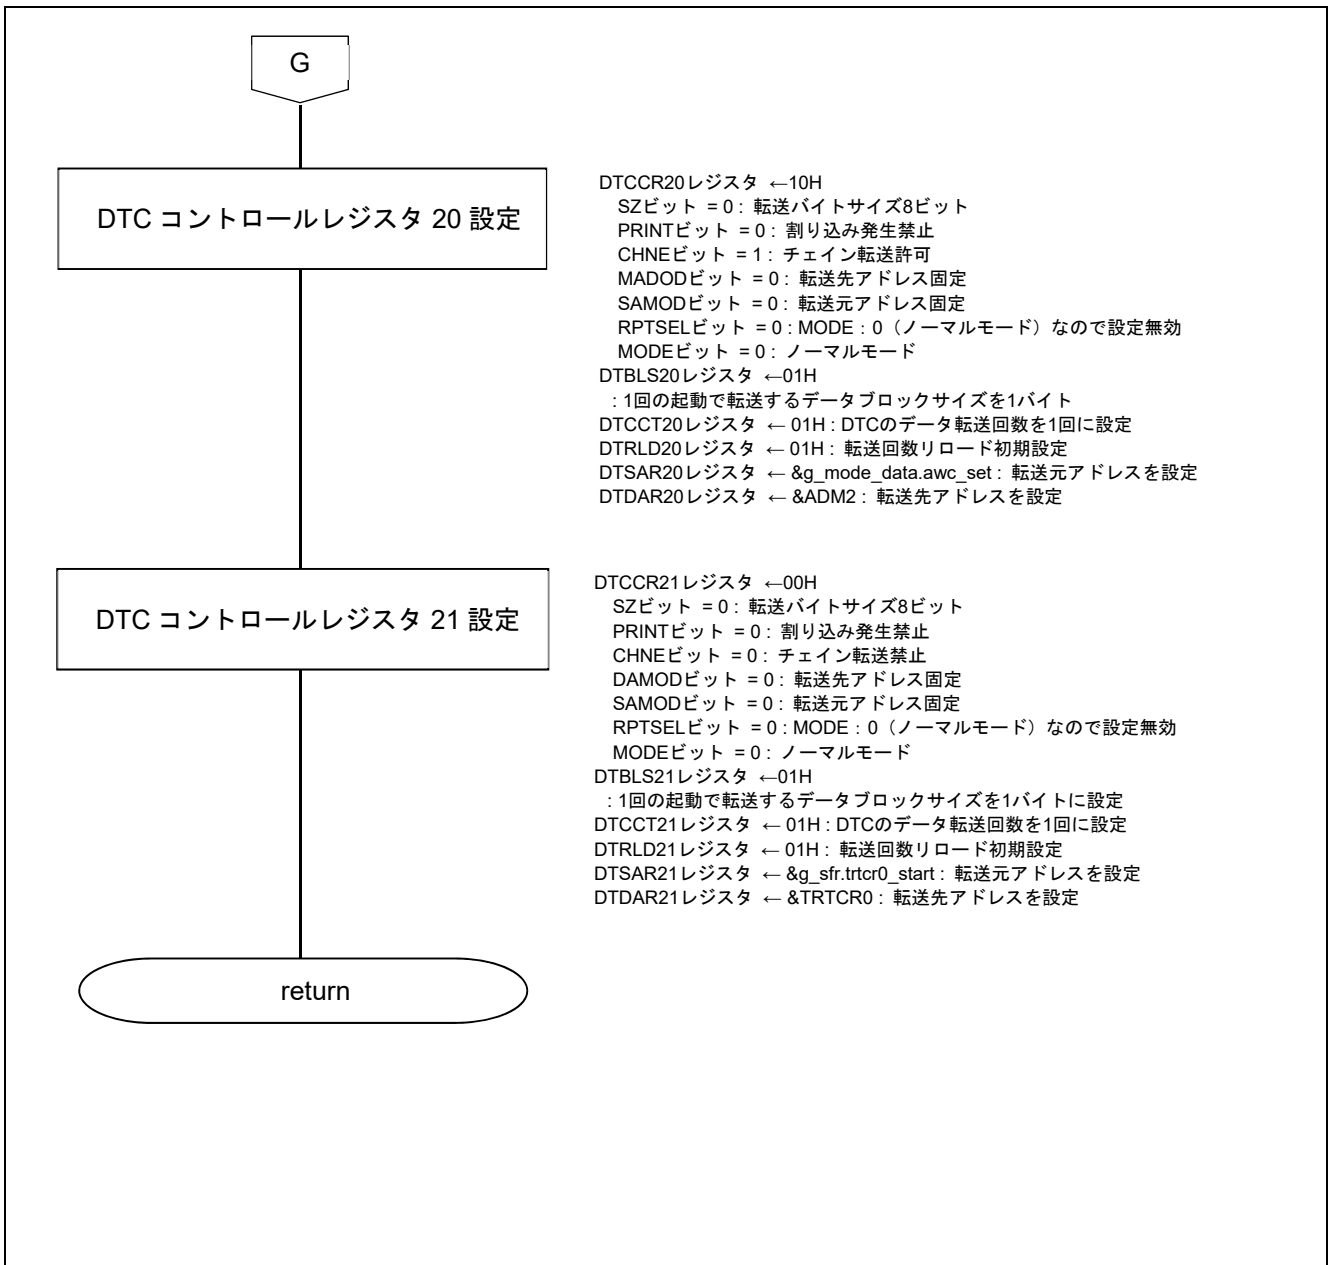 G
DTC コントロールレジスタ 20 設定
DTCCR20レジスタ ←10H
SZビット = 0 : 転送バイトサイズ8ビット
PRINTビット = 0 : 割り込み発生禁止
CHNEビット = 1 : チェイン転送許可
MADODビット = 0 : 転送先アドレス固定
SAMODビット = 0 : 転送元アドレス固定
RPTSELビット = 0 : MODE：0（ノーマルモード）なので設定無効
MODEビット = 0 : ノーマルモード
DTBLS20レジスタ ←01H
: 1回の起動で転送するデータブロックサイズを1バイト
DTCCT20レジスタ ← 01H : DTCのデータ転送回数を1回に設定
DTRLD20レジスタ ← 01H : 転送回数リロード初期設定
DTSAR20レジスタ ← &g_mode_data.awc_set : 転送元アドレスを設定
DTDAR20レジスタ ← &ADM2 : 転送先アドレスを設定
DTC コントロールレジスタ 21 設定
DTCCR21レジスタ ←00H
SZビット = 0 : 転送バイトサイズ8ビット
PRINTビット = 0 : 割り込み発生禁止
CHNEビット = 0 : チェイン転送禁止
DAMODビット = 0 : 転送先アドレス固定
SAMODビット = 0 : 転送元アドレス固定
RPTSELビット = 0 : MODE：0（ノーマルモード）なので設定無効
MODEビット = 0 : ノーマルモード
DTBLS21レジスタ ←01H
: 1回の起動で転送するデータブロックサイズを1バイトに設定
DTCCT21レジスタ ← 01H : DTCのデータ転送回数を1回に設定
DTRLD21レジスタ ← 01H : 転送回数リロード初期設定
DTSAR21レジスタ ← &g_sfr.trtcr0_start : 転送元アドレスを設定
DTDAR21レジスタ ← &TRTCR0 : 転送先アドレスを設定
return